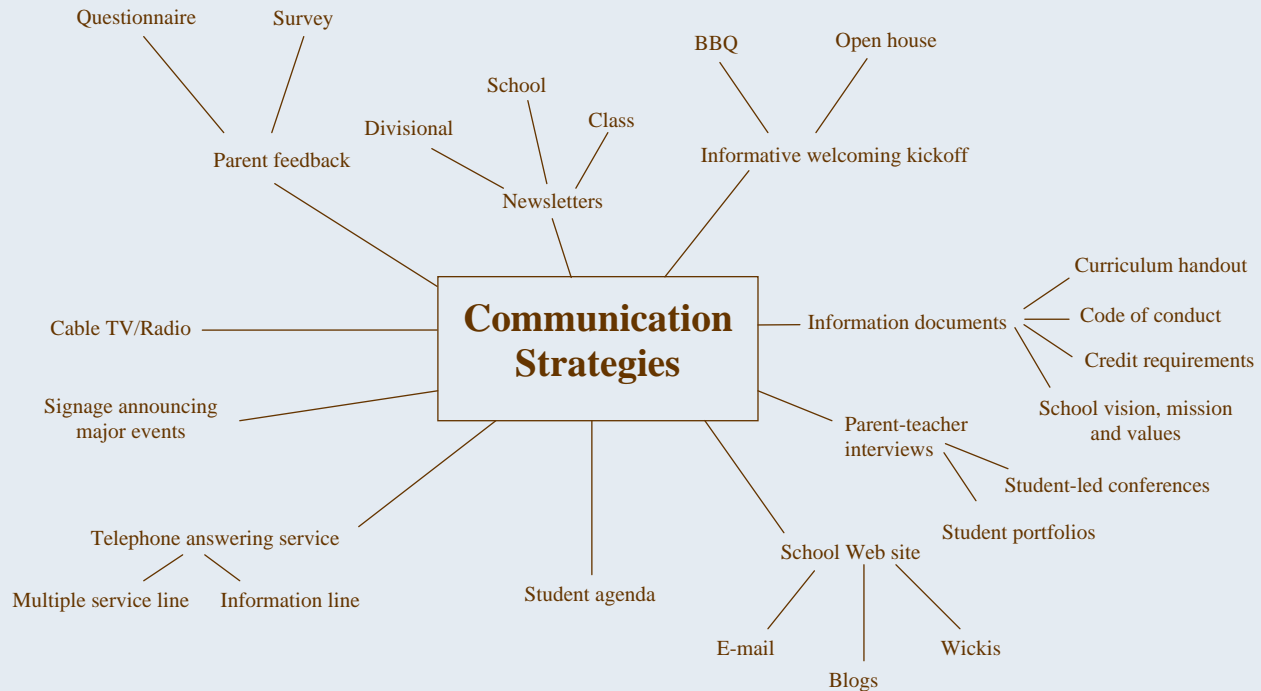 Questionnaire
Survey
Parent feedback
Divisional
School
Class
Newsletters
BBQ
Open house
Informative welcoming kickoff
Communication
Strategies
Cable TV/Radio
Signage announcing
major events
Telephone answering service
Multiple service line
Information line
Student agenda
School Web site
E-mail
Blogs
Wickis
Parent-teacher
interviews
Student-led conferences
Student portfolios
Information documents
Curriculum handout
Code of conduct
Credit requirements
School vision, mission
and values